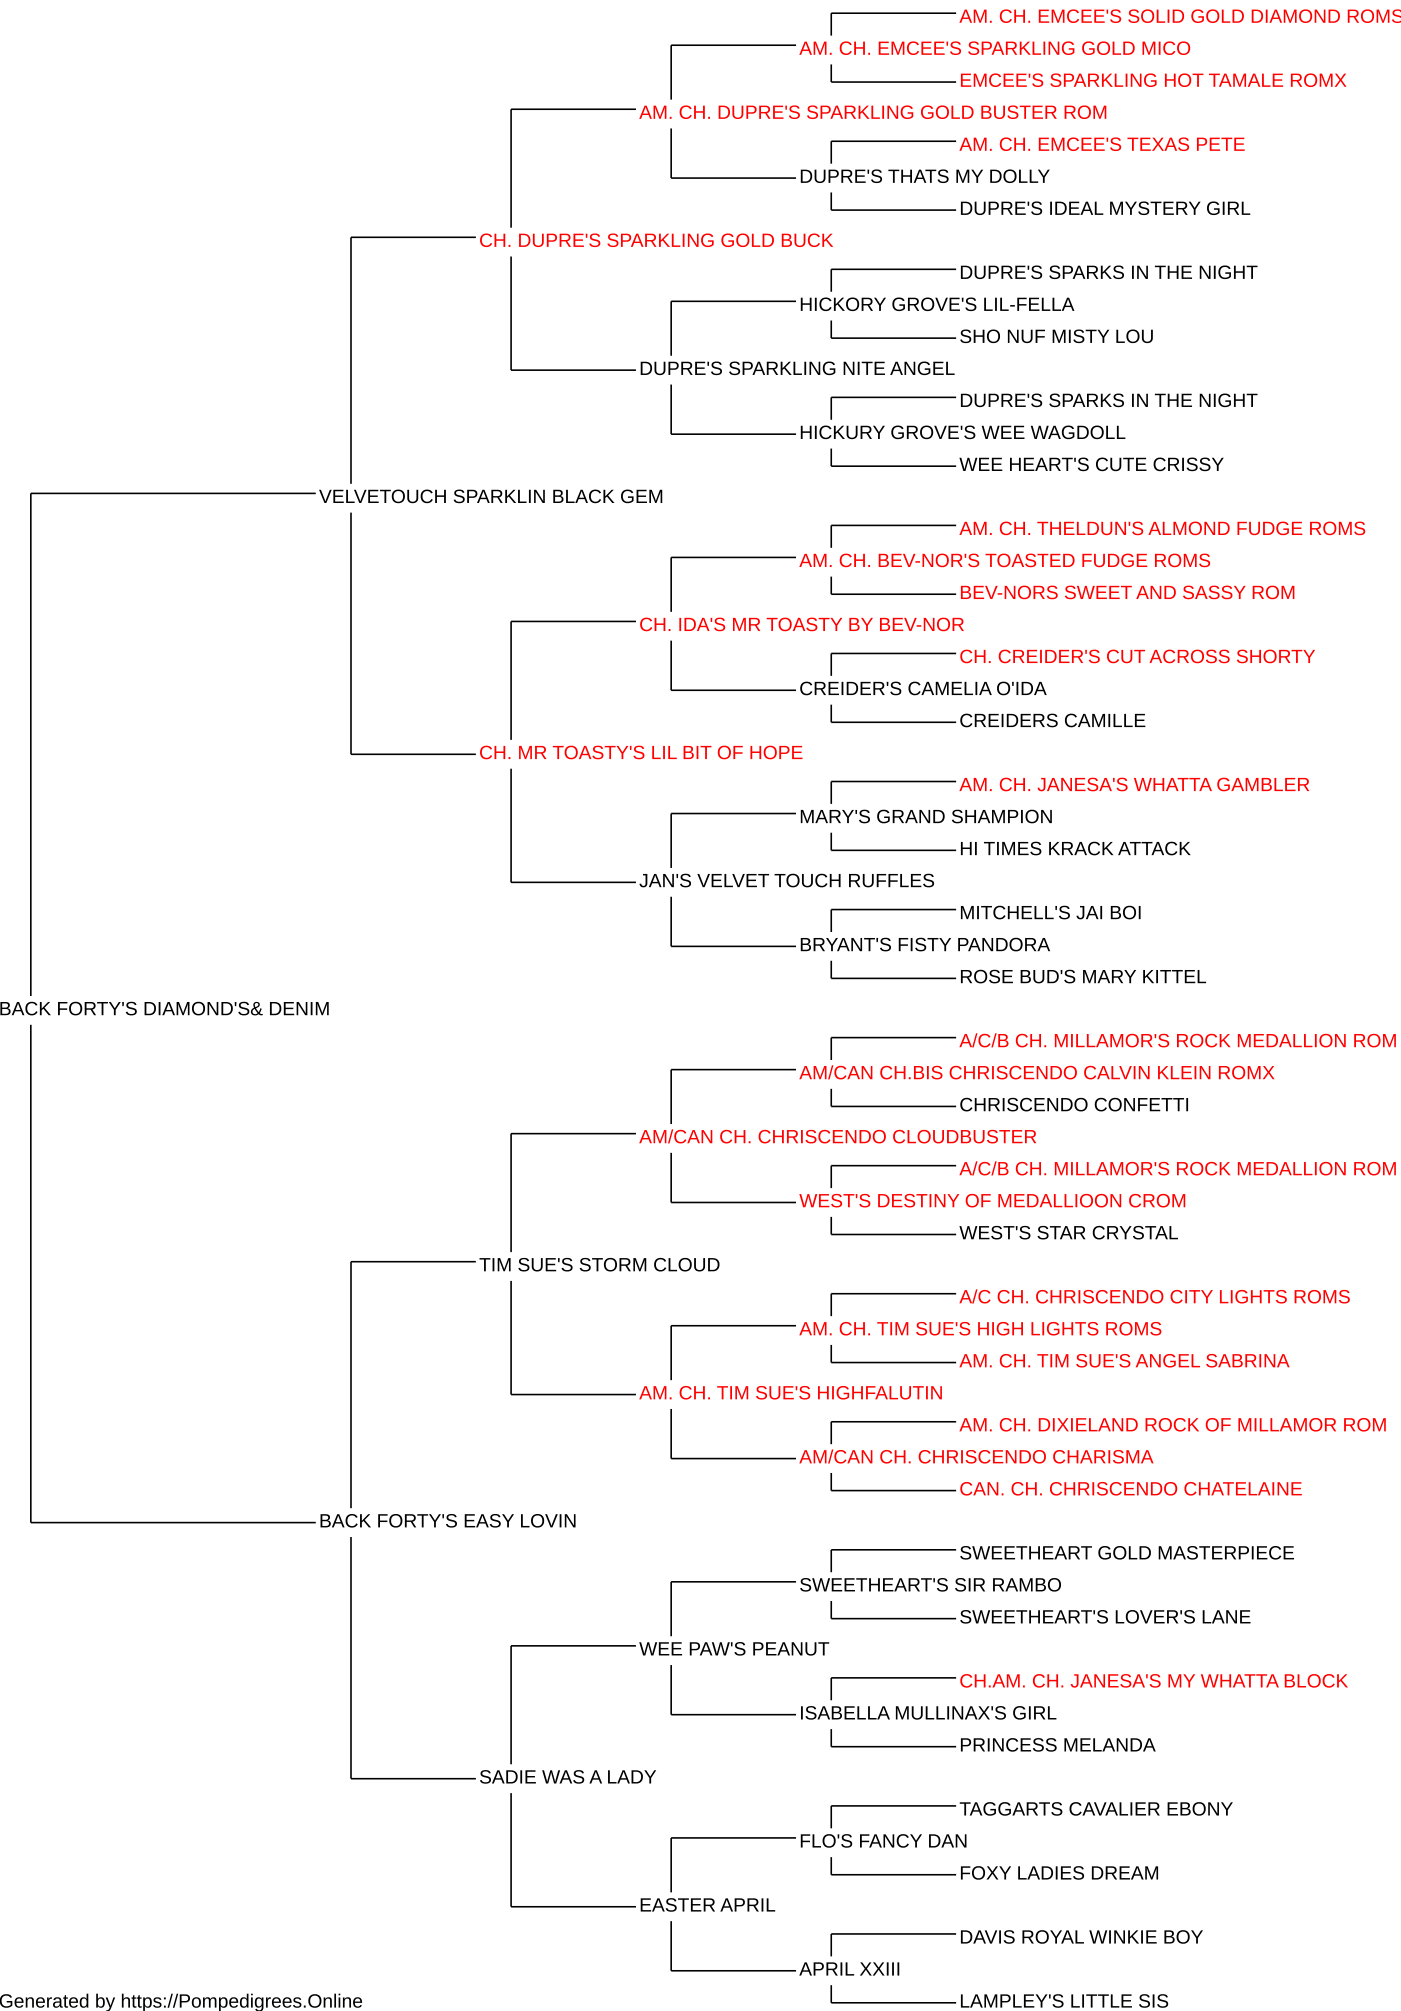 AM. CH. EMCEE'S SOLID GOLD DIAMOND ROMS
AM. CH. EMCEE'S SPARKLING GOLD MICO
EMCEE'S SPARKLING HOT TAMALE ROMX
AM. CH. DUPRE'S SPARKLING GOLD BUSTER ROM
AM. CH. EMCEE'S TEXAS PETE
DUPRE'S THATS MY DOLLY
DUPRE'S IDEAL MYSTERY GIRL
CH. DUPRE'S SPARKLING GOLD BUCK
DUPRE'S SPARKS IN THE NIGHT
HICKORY GROVE'S LIL-FELLA
SHO NUF MISTY LOU
DUPRE'S SPARKLING NITE ANGEL
DUPRE'S SPARKS IN THE NIGHT
HICKURY GROVE'S WEE WAGDOLL
WEE HEART'S CUTE CRISSY
VELVETOUCH SPARKLIN BLACK GEM
AM. CH. THELDUN'S ALMOND FUDGE ROMS
AM. CH. BEV-NOR'S TOASTED FUDGE ROMS
BEV-NORS SWEET AND SASSY ROM
CH. IDA'S MR TOASTY BY BEV-NOR
CH. CREIDER'S CUT ACROSS SHORTY
CREIDER'S CAMELIA O'IDA
CREIDERS CAMILLE
CH. MR TOASTY'S LIL BIT OF HOPE
AM. CH. JANESA'S WHATTA GAMBLER
MARY'S GRAND SHAMPION
HI TIMES KRACK ATTACK
JAN'S VELVET TOUCH RUFFLES
MITCHELL'S JAI BOI
BRYANT'S FISTY PANDORA
ROSE BUD'S MARY KITTEL
BACK FORTY'S DIAMOND'S& DENIM
A/C/B CH. MILLAMOR'S ROCK MEDALLION ROM
AM/CAN CH.BIS CHRISCENDO CALVIN KLEIN ROMX
CHRISCENDO CONFETTI
AM/CAN CH. CHRISCENDO CLOUDBUSTER
A/C/B CH. MILLAMOR'S ROCK MEDALLION ROM
WEST'S DESTINY OF MEDALLIOON CROM
WEST'S STAR CRYSTAL
TIM SUE'S STORM CLOUD
A/C CH. CHRISCENDO CITY LIGHTS ROMS
AM. CH. TIM SUE'S HIGH LIGHTS ROMS
AM. CH. TIM SUE'S ANGEL SABRINA
AM. CH. TIM SUE'S HIGHFALUTIN
AM. CH. DIXIELAND ROCK OF MILLAMOR ROM
AM/CAN CH. CHRISCENDO CHARISMA
CAN. CH. CHRISCENDO CHATELAINE
BACK FORTY'S EASY LOVIN
SWEETHEART GOLD MASTERPIECE
SWEETHEART'S SIR RAMBO
SWEETHEART'S LOVER'S LANE
WEE PAW'S PEANUT
CH.AM. CH. JANESA'S MY WHATTA BLOCK
ISABELLA MULLINAX'S GIRL
PRINCESS MELANDA
SADIE WAS A LADY
TAGGARTS CAVALIER EBONY
FLO'S FANCY DAN
FOXY LADIES DREAM
EASTER APRIL
DAVIS ROYAL WINKIE BOY
APRIL XXIII
LAMPLEY'S LITTLE SIS
Generated by https://Pompedigrees.Online